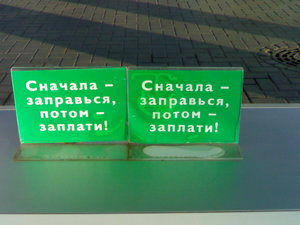 Сначала –
заправься,
потом –
заплати!
Сначала –
заправься,
потом –
заплати!